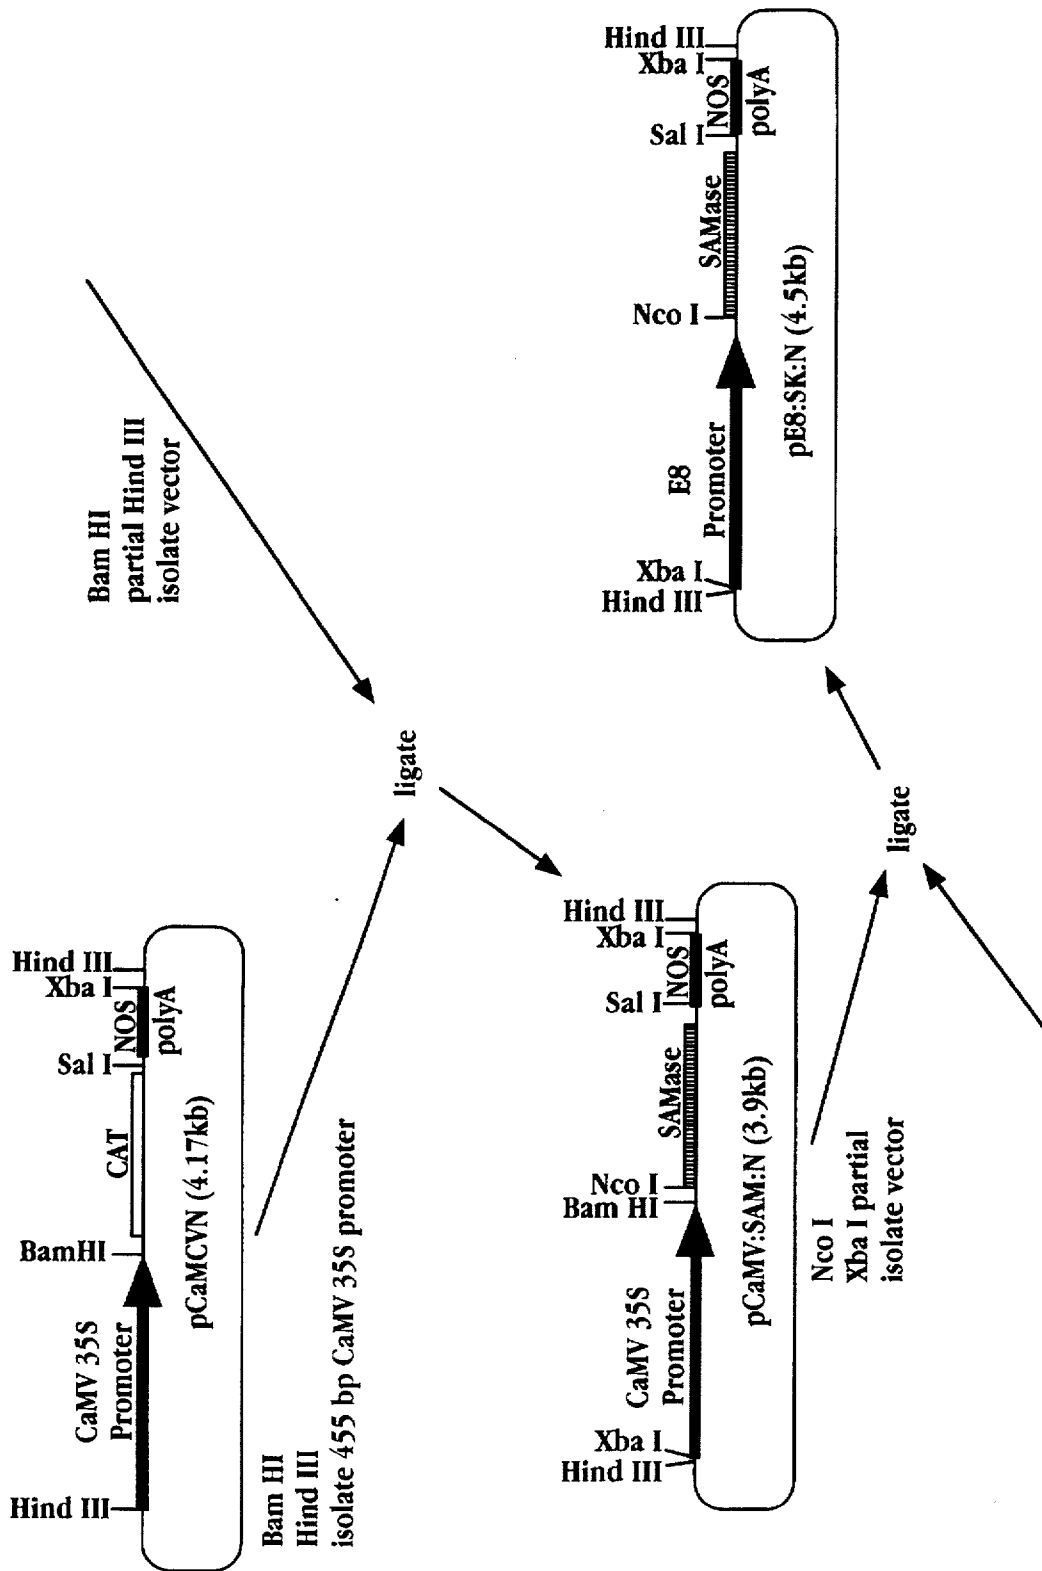 Hind III
CaMV 35S
Promoter
BamHI
CAT
Sal I
NOS
polyA
Xba I
Hind III
pCaMCVN (4.17kb)
Bam HI
Hind III
isolate 455 bp CaMV 35S promoter
Bam HI
partial Hind III
isolate vector
ligate
Hind III
Xba I
CaMV 35S
Promoter
Bam HI
Nco I
SAMase
Sal I
NOS
polyA
Xba I
Hind III
pCaMV:SAM:N (3.9kb)
Nco I
Xba I partial
isolate vector
ligate
Hind III
Xba I
E8
Promoter
Nco I
SAMase
Sal I
NOS
polyA
Xba I
Hind III
pE8:SK:N (4.5kb)